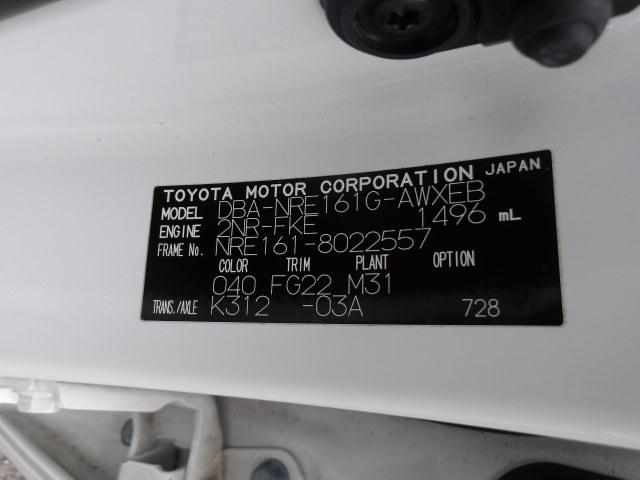 TOYOTA MOTOR CORPORATION JAPAN
MODEL DBA-NRE161G-AWXEB
ENGINE 2NR-FKE 1496 mL
FRAME No. NRE161-8022557
COLOR TRIM PLANT OPTION
040 FG22 M31
TRANS./AXLE K312 -03A 728